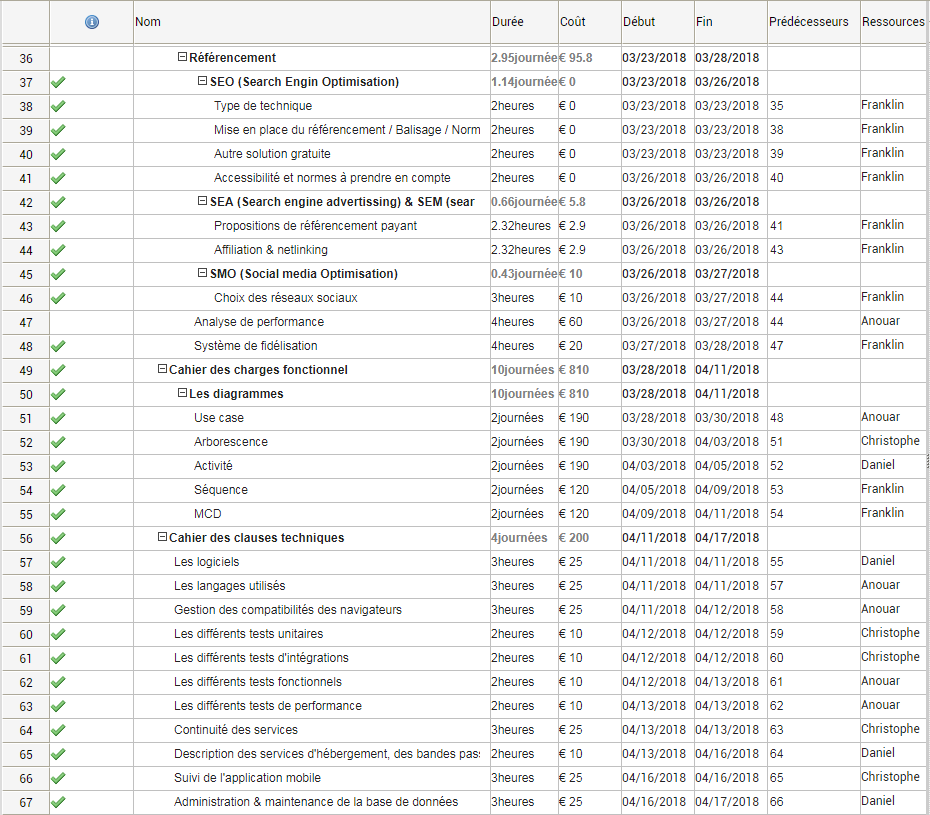 Nom Durée Coût Début Fin Prédécesseurs Ressources
36 Référencement 2.95journée € 95.8 03/23/2018 03/28/2018
37 SEO (Search Engin Optimisation) 1.14journée € 0 03/23/2018 03/26/2018
38 Type de technique 2heures € 0 03/23/2018 03/23/2018 35 Franklin
39 Mise en place du référencement / Balisage / Norm 2heures € 0 03/23/2018 03/23/2018 38 Franklin
40 Autre solution gratuite 2heures € 0 03/23/2018 03/23/2018 39 Franklin
41 Accessibilité et normes à prendre en compte 2heures € 0 03/23/2018 03/26/2018 40 Franklin
42 SEA (Search engine advertissing) & SEM (sear 0.66journée € 5.8 03/26/2018 03/26/2018
43 Propositions de référencement payant 2.32heures € 2.9 03/26/2018 03/26/2018 41 Franklin
44 Affiliation & netlinking 2.32heures € 2.9 03/26/2018 03/26/2018 43 Franklin
45 SMO (Social media Optimisation) 0.43journée € 10 03/26/2018 03/27/2018
46 Choix des réseaux sociaux 3heures € 10 03/26/2018 03/27/2018 44 Franklin
47 Analyse de performance 4heures € 60 03/26/2018 03/27/2018 44 Anouar
48 Système de fidélisation 4heures € 20 03/27/2018 03/28/2018 47 Franklin
49 Cahier des charges fonctionnel 10journées € 810 03/28/2018 04/11/2018
50 Les diagrammes 10journées € 810 03/28/2018 04/11/2018
51 Use case 2journées € 190 03/28/2018 03/30/2018 48 Anouar
52 Arborescence 2journées € 190 03/30/2018 04/03/2018 51 Christophe
53 Activité 2journées € 190 04/03/2018 04/05/2018 52 Daniel
54 Séquence 2journées € 120 04/05/2018 04/09/2018 53 Franklin
55 MCD 2journées € 120 04/09/2018 04/11/2018 54 Franklin
56 Cahier des clauses techniques 4journées € 200 04/11/2018 04/17/2018
57 Les logiciels 3heures € 25 04/11/2018 04/11/2018 55 Daniel
58 Les langages utilisés 3heures € 25 04/11/2018 04/11/2018 57 Anouar
59 Gestion des compatibilités des navigateurs 3heures € 25 04/11/2018 04/12/2018 58 Anouar
60 Les différents tests unitaires 2heures € 10 04/12/2018 04/12/2018 59 Christophe
61 Les différents tests d'intégrations 2heures € 10 04/12/2018 04/12/2018 60 Christophe
62 Les différents tests fonctionnels 2heures € 10 04/12/2018 04/13/2018 61 Anouar
63 Les différents tests de performance 2heures € 10 04/13/2018 04/13/2018 62 Anouar
64 Continuité des services 3heures € 25 04/13/2018 04/13/2018 63 Christophe
65 Description des services d'hébergement, des bandes pas 2heures € 10 04/13/2018 04/16/2018 64 Daniel
66 Suivi de l'application mobile 3heures € 25 04/16/2018 04/16/2018 65 Christophe
67 Administration & maintenance de la base de données 3heures € 25 04/16/2018 04/17/2018 66 Daniel